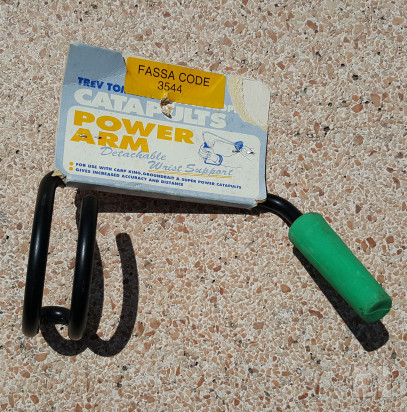 FASSA CODE
3544
TREV TOM
CATAPULTS
POWER
ARM
Detachable
Wrist Support
• FOR USE WITH CARP KING, GROUNDBAIT & SUPER POWER CATAPULTS
• GIVES INCREASED ACCURACY AND DISTANCE